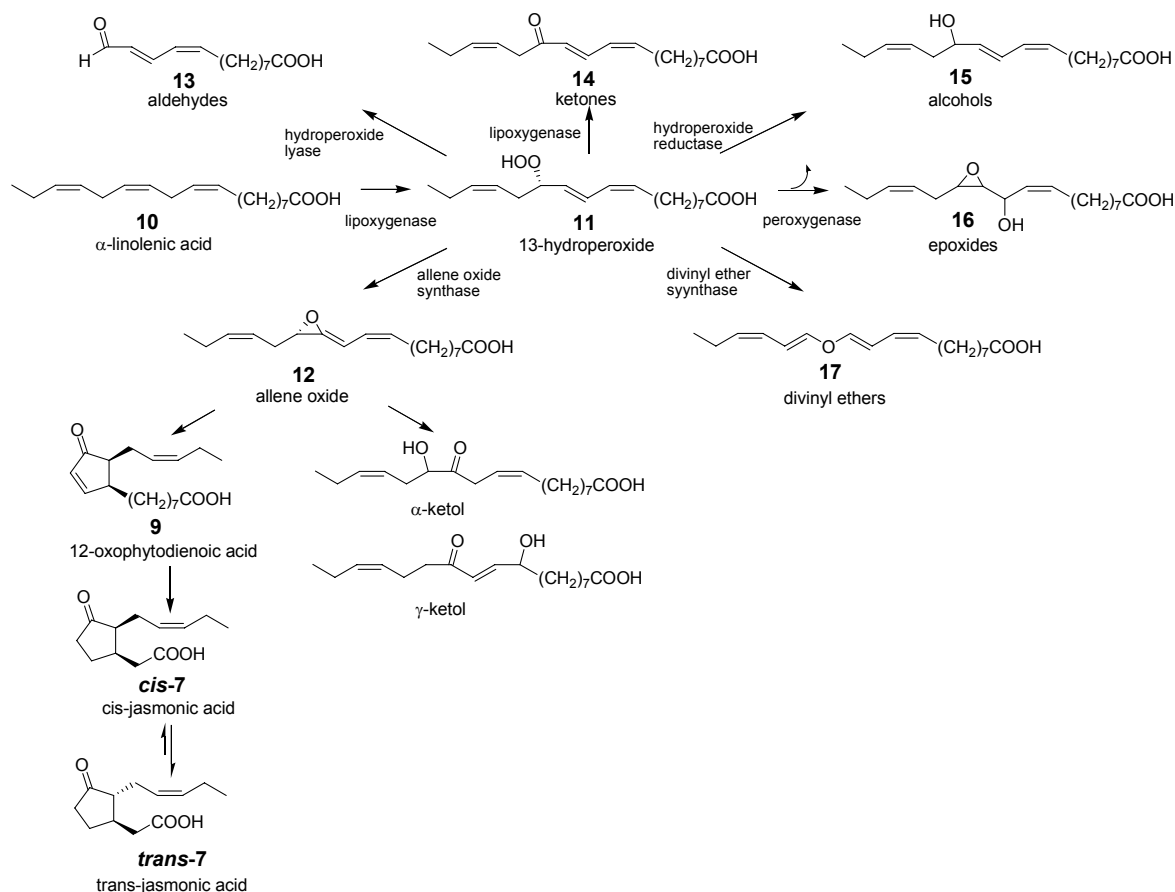 O
H
(CH2)7COOH
13
aldehydes
O
(CH2)7COOH
14
ketones
HO
(CH2)7COOH
15
alcohols
hydroperoxide
lyase
lipoxygenase
hydroperoxide
reductase
(CH2)7COOH
10
α-linolenic acid
lipoxygenase
HOO
(CH2)7COOH
11
13-hydroperoxide
peroxygenase
O
OH
(CH2)7COOH
16
epoxides
allene oxide
synthase
divinyl ether
syynthase
O
(CH2)7COOH
12
allene oxide
O
(CH2)7COOH
17
divinyl ethers
O
(CH2)7COOH
9
12-oxophytodienoic acid
HO
O
(CH2)7COOH
α-ketol
O
OH
(CH2)7COOH
γ-ketol
O
COOH
cis-7
cis-jasmonic acid
O
COOH
trans-7
trans-jasmonic acid